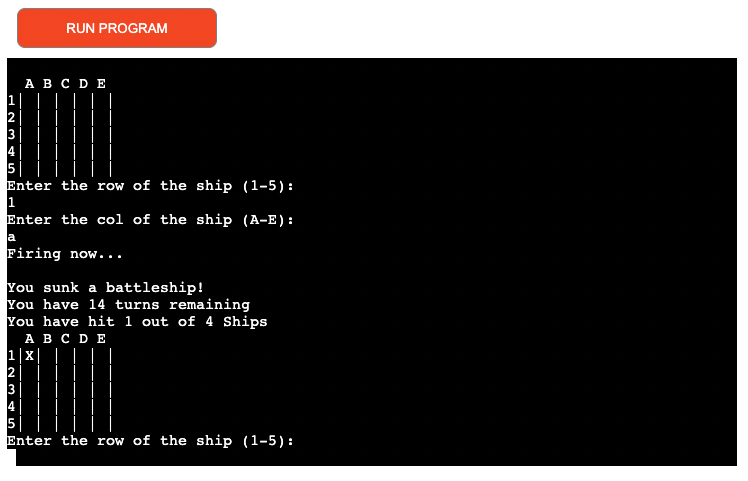 RUN PROGRAM
  A B C D E
1| | | | | |
2| | | | | |
3| | | | | |
4| | | | | |
5| | | | | |
Enter the row of the ship (1-5):
1
Enter the col of the ship (A-E):
a
Firing now...
You sunk a battleship!
You have 14 turns remaining
You have hit 1 out of 4 Ships
  A B C D E
1|X| | | | |
2| | | | | |
3| | | | | |
4| | | | | |
5| | | | | |
Enter the row of the ship (1-5):